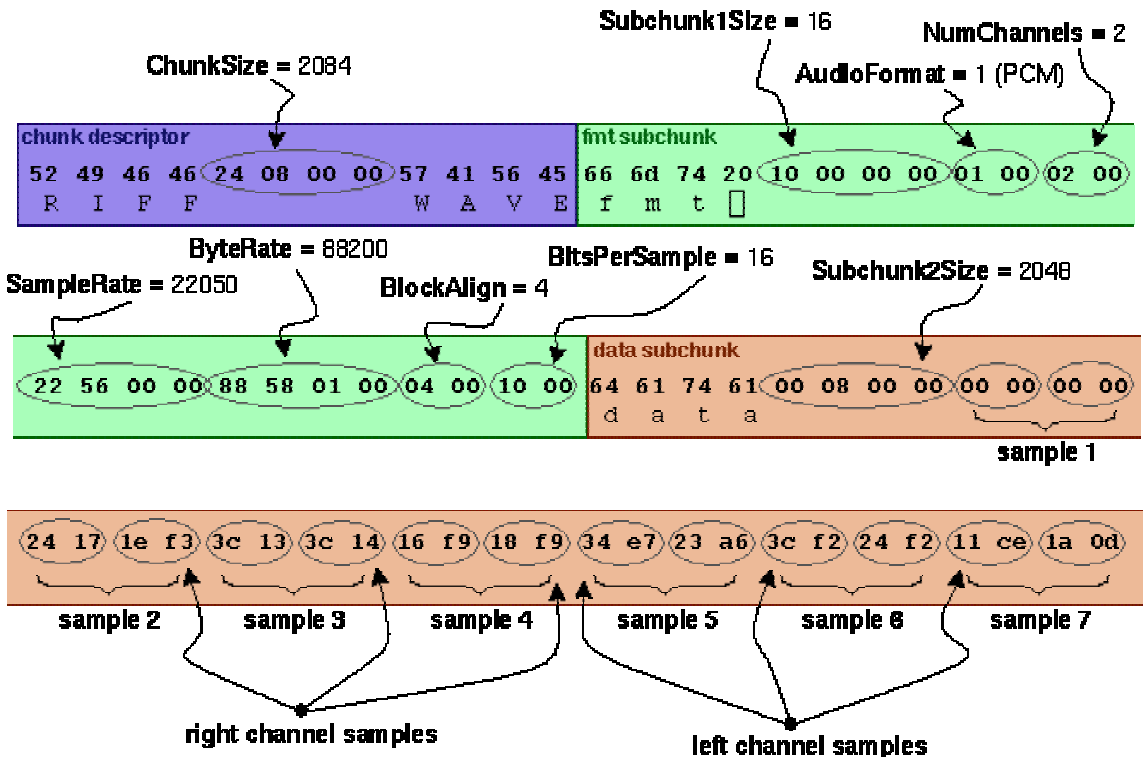 Subchunk1Size = 16
NumChannels = 2
ChunkSize = 2084
AudioFormat = 1 (PCM)
chunk descriptor fmt subchunk
52 49 46 46 24 08 00 00 57 41 56 45 66 6d 74 20 10 00 00 00 01 00 02 00
R I F F W A V E f m t
ByteRate = 88200
BitsPerSample = 16
SampleRate = 22050
BlockAlign = 4
Subchunk2Size = 2048
data subchunk
22 56 00 00 88 58 01 00 04 00 10 00 64 61 74 61 00 08 00 00 00 00 00 00
d a t a
sample 1
24 17 1e f3 3c 13 3c 14 16 f9 18 f9 34 e7 23 a6 3c f2 24 f2 11 ce 1a 0d
sample 2 sample 3 sample 4 sample 5 sample 6 sample 7
right channel samples
left channel samples